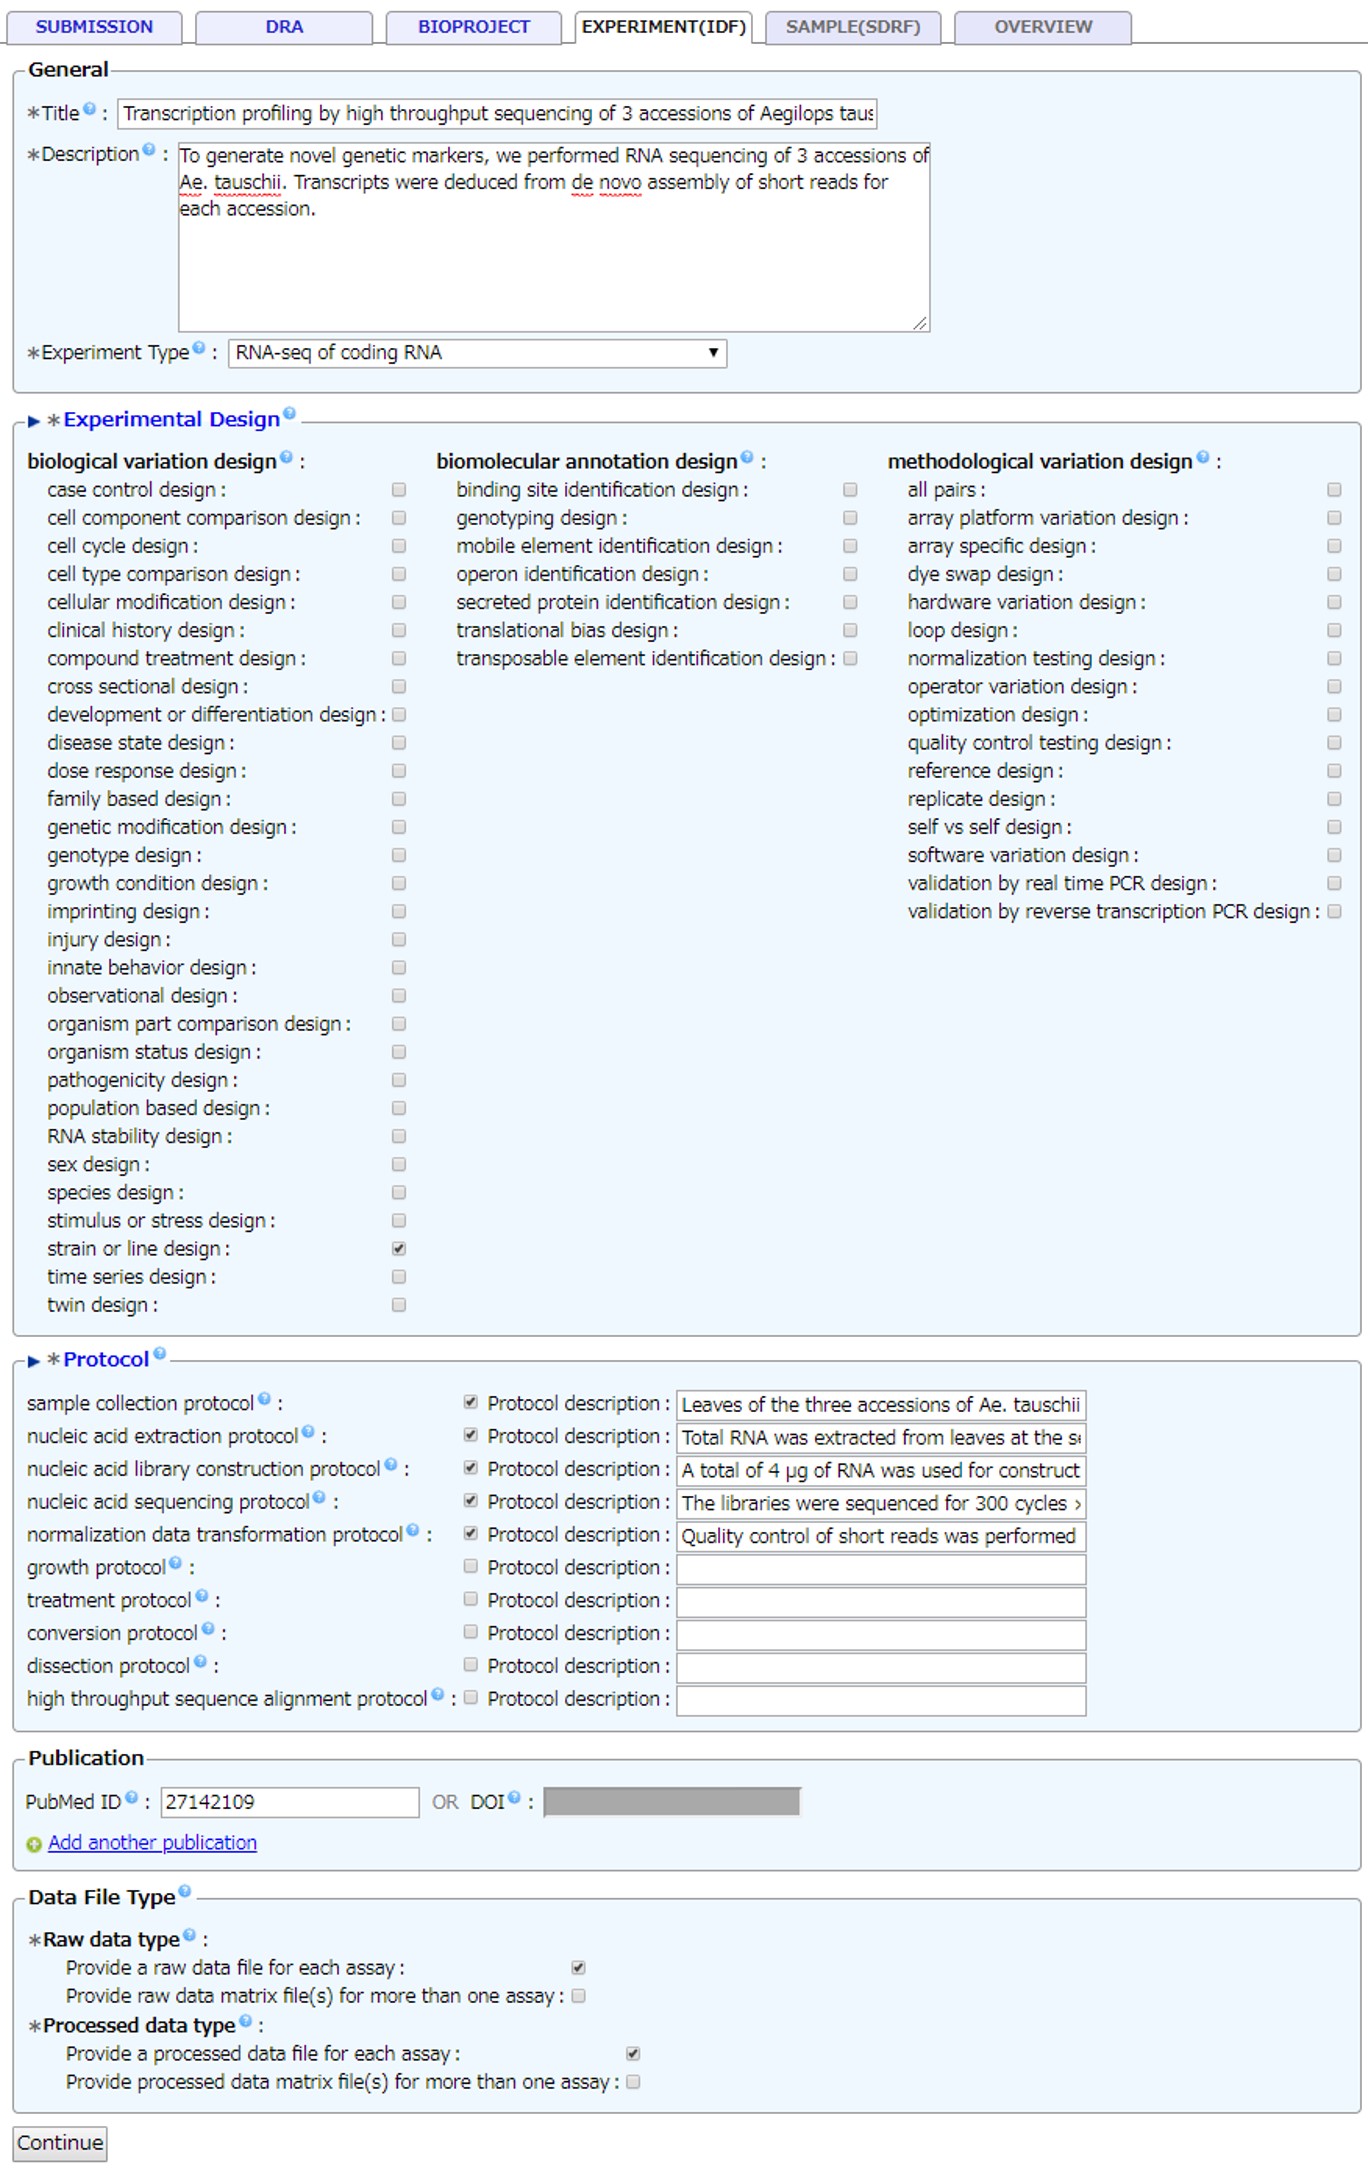 SUBMISSION DRA BIOPROJECT EXPERIMENT(IDF) SAMPLE(SDRF) OVERVIEW
General
*Title : Transcription profiling by high throughput sequencing of 3 accessions of Aegilops taus
*Description : To generate novel genetic markers, we performed RNA sequencing of 3 accessions of
Ae. tauschii. Transcripts were deduced from de novo assembly of short reads for
each accession.
*Experiment Type : RNA-seq of coding RNA
*Experimental Design
biological variation design : biomolecular annotation design : methodological variation design :
case control design : binding site identification design : all pairs :
cell component comparison design : genotyping design : array platform variation design :
cell cycle design : mobile element identification design : array specific design :
cell type comparison design : operon identification design : dye swap design :
cellular modification design : secreted protein identification design : hardware variation design :
clinical history design : translational bias design : loop design :
compound treatment design : transposable element identification design : normalization testing design :
cross sectional design : operator variation design :
development or differentiation design : optimization design :
disease state design : quality control testing design :
dose response design : reference design :
family based design : replicate design :
genetic modification design : self vs self design :
genotype design : software variation design :
growth condition design : validation by real time PCR design :
imprinting design : validation by reverse transcription PCR design :
injury design :
innate behavior design :
observational design :
organism part comparison design :
organism status design :
pathogenicity design :
population based design :
RNA stability design :
sex design :
species design :
stimulus or stress design :
strain or line design :
time series design :
twin design :
*Protocol
sample collection protocol : Protocol description : Leaves of the three accessions of Ae. tauschii
nucleic acid extraction protocol : Protocol description : Total RNA was extracted from leaves at the se
nucleic acid library construction protocol : Protocol description : A total of 4 μg of RNA was used for construct
nucleic acid sequencing protocol : Protocol description : The libraries were sequenced for 300 cycles
normalization data transformation protocol : Protocol description : Quality control of short reads was performed
growth protocol : Protocol description :
treatment protocol : Protocol description :
conversion protocol : Protocol description :
dissection protocol : Protocol description :
high throughput sequence alignment protocol : Protocol description :
Publication
PubMed ID : 27142109 OR DOI :
Add another publication
Data File Type
*Raw data type :
Provide a raw data file for each assay :
Provide raw data matrix file(s) for more than one assay :
*Processed data type :
Provide a processed data file for each assay :
Provide processed data matrix file(s) for more than one assay :
Continue